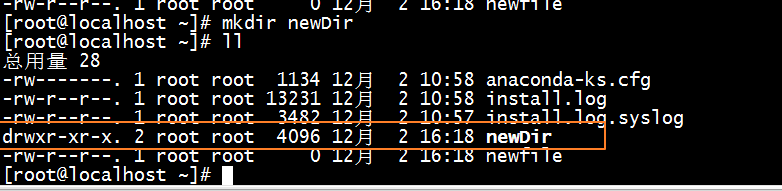 -rw-r--r--. 1 root root     0 12月  2 16:18 newfile
[root@localhost ~]# mkdir newDir
[root@localhost ~]# ll
总用量 28
-rw-------. 1 root root  1134 12月  2 10:58 anaconda-ks.cfg
-rw-r--r--. 1 root root 13231 12月  2 10:58 install.log
-rw-r--r--. 1 root root  3482 12月  2 10:57 install.log.syslog
drwxr-xr-x. 2 root root  4096 12月  2 16:18 newDir
-rw-r--r--. 1 root root     0 12月  2 16:18 newfile
[root@localhost ~]#